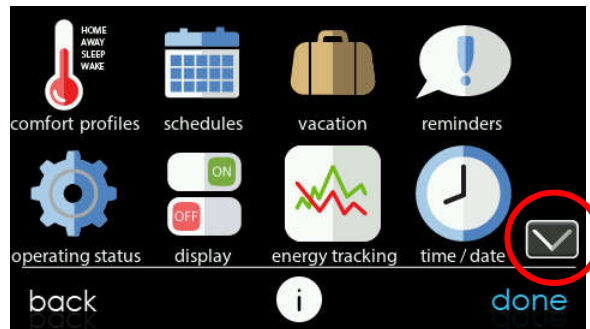 HOME
AWAY
SLEEP
WAKE
comfort profiles schedules vacation reminders
ON
OFF
operating status display energy tracking time / date
back i done